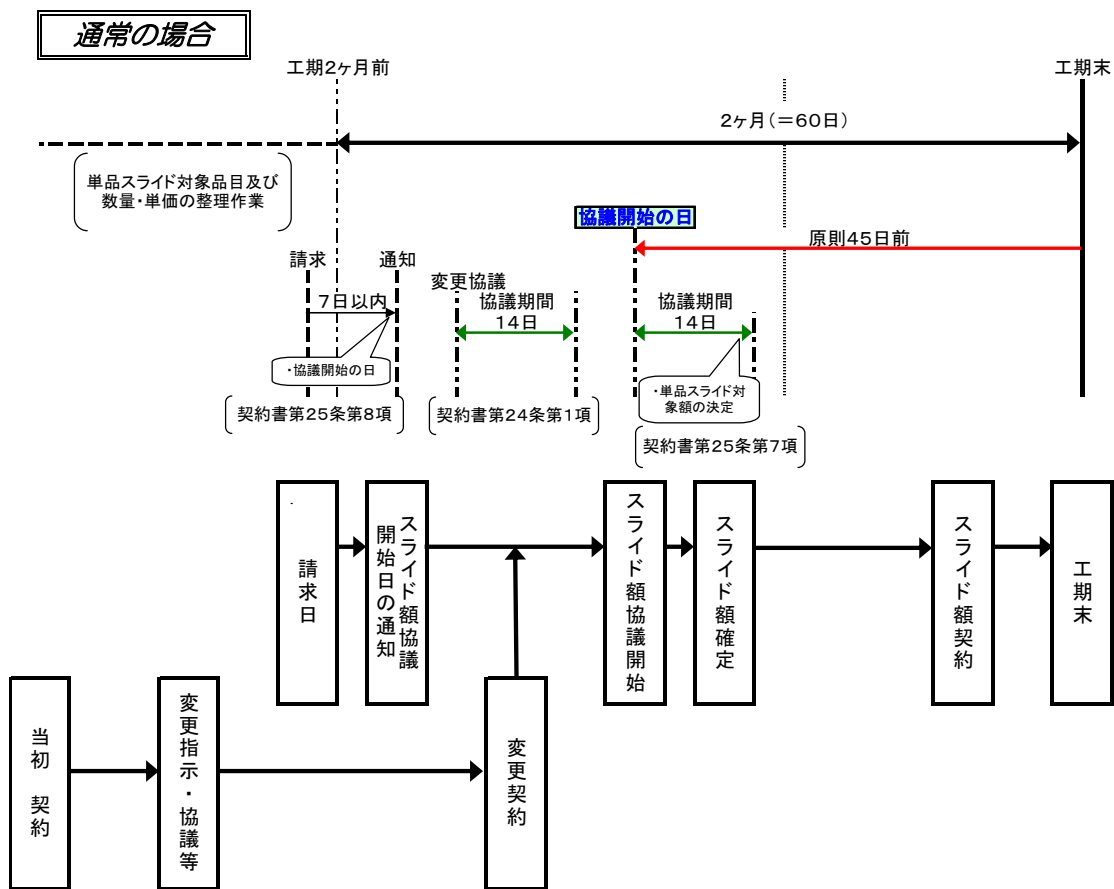 通常の場合
工期2ヶ月前
工期末
2ヶ月(=60日)
単品スライド対象品目及び
数量・単価の整理作業
協議開始の日
原則45日前
請求
通知
7日以内
変更協議
協議期間
14日
協議期間
14日
・協議開始の日
・単品スライド対
象額の決定
契約書第25条第8項
契約書第24条第1項
契約書第25条第7項
請求日
スライド額協議
開始日の通知
スライド額協議開始
スライド額確定
スライド額契約
工期末
当初 契約
変更指示・協議等
変更契約